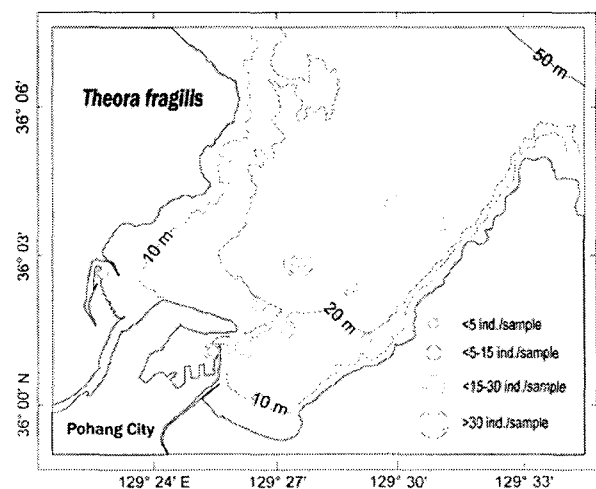 50 m
36° 06'
Theora fragilis
10 m
36° 03'
20 m
<5 ind./sample
<5-15 ind./sample
<15-30 ind./sample
>30 ind./sample
10 m
36° 00' N
Pohang City
129° 24' E
129° 27'
129° 30'
129° 33'